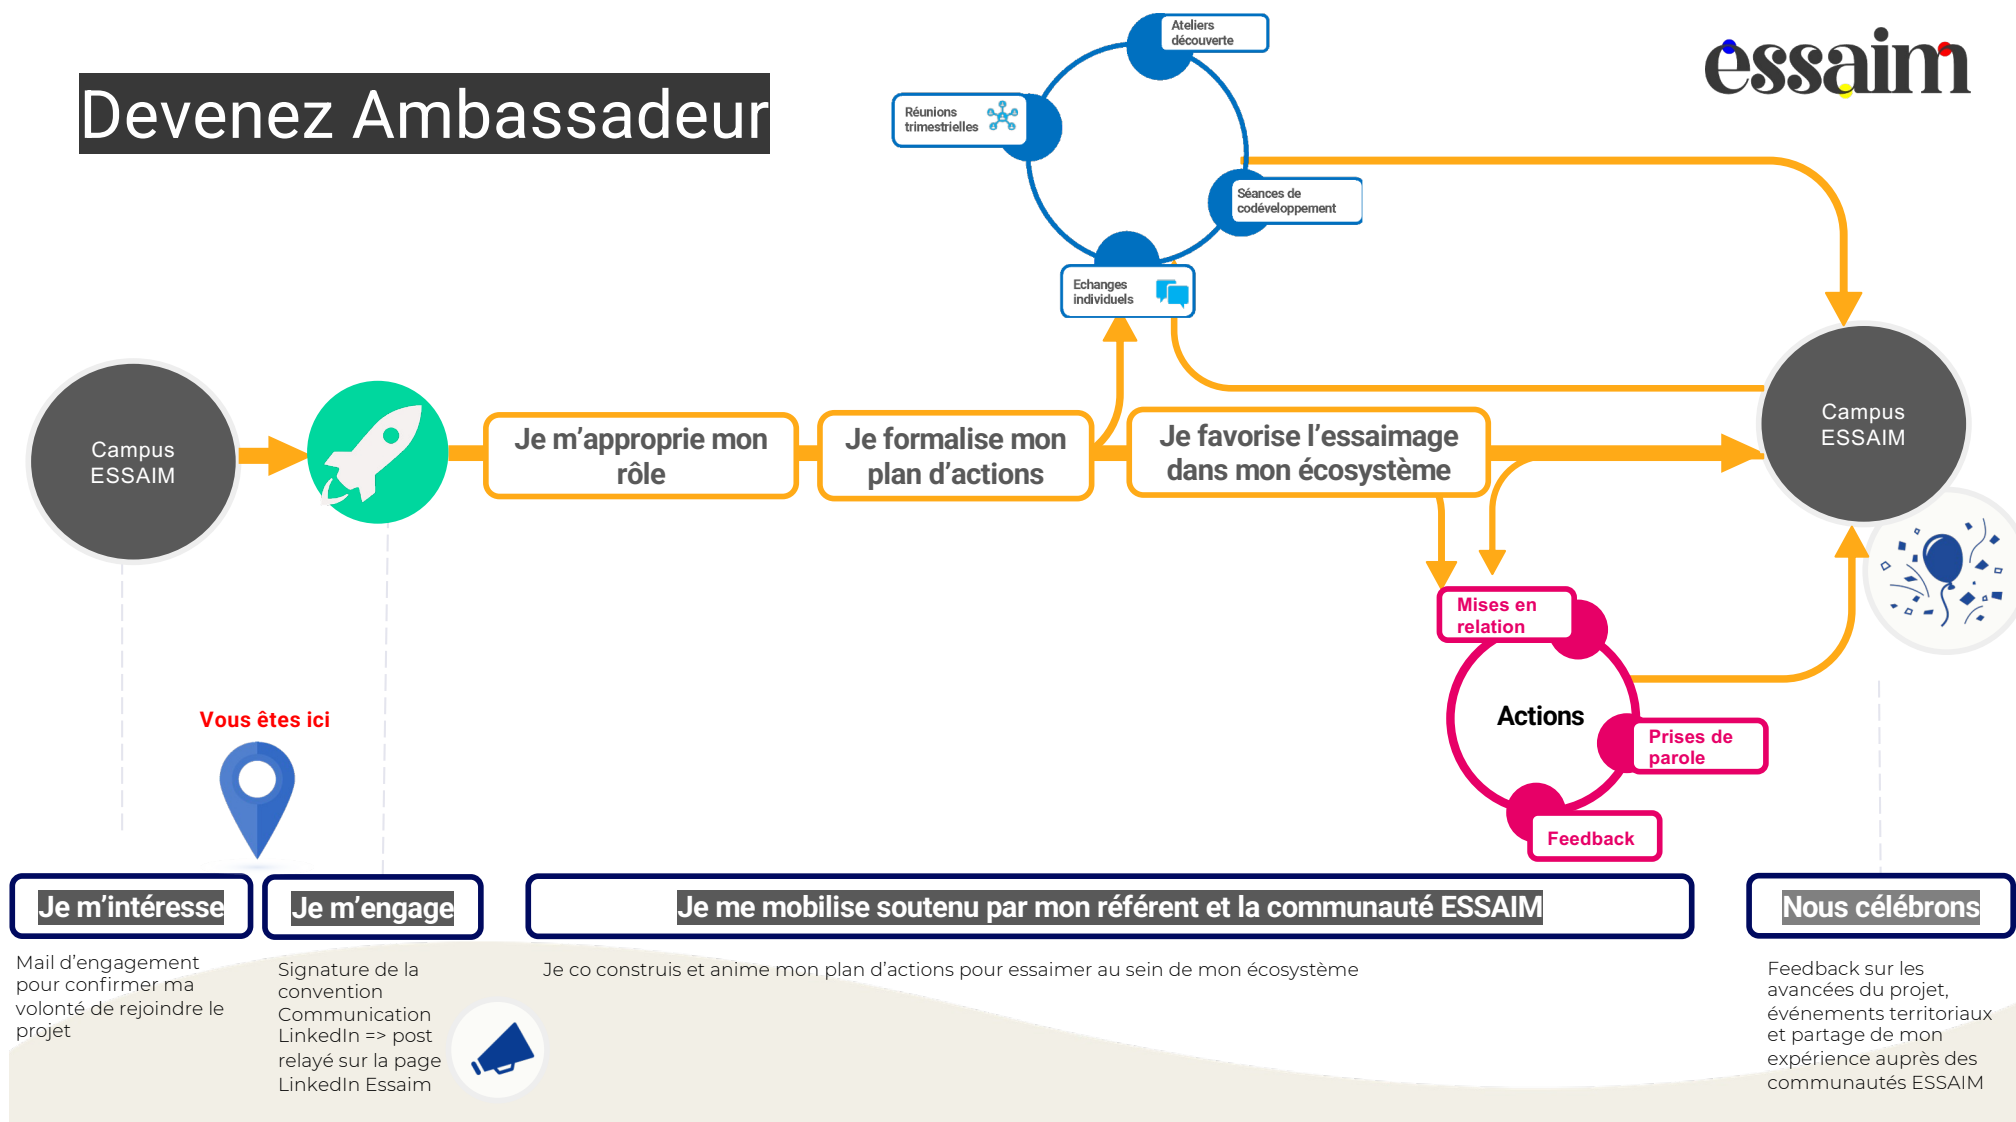 Devenez Ambassadeur
essaim
Ateliers
découverte
Réunions
trimestrielles
Séances de
codéveloppement
Echanges
individuels
Campus
ESSAIM
Je m’approprie mon
rôle
Je formalise mon
plan d’actions
Je favorise l’essaimage
dans mon écosystème
Campus
ESSAIM
Mises en
relation
Actions
Prises de
parole
Feedback
Vous êtes ici
Je m’intéresse
Mail d’engagement
pour confirmer ma
volonté de rejoindre le
projet
Je m’engage
Signature de la
convention
Communication
LinkedIn => post
relayé sur la page
LinkedIn Essaim
Je me mobilise soutenu par mon référent et la communauté ESSAIM
Je co construis et anime mon plan d’actions pour essaimer au sein de mon écosystème
Nous célébrons
Feedback sur les
avancées du projet,
événements territoriaux
et partage de mon
expérience auprès des
communautés ESSAIM